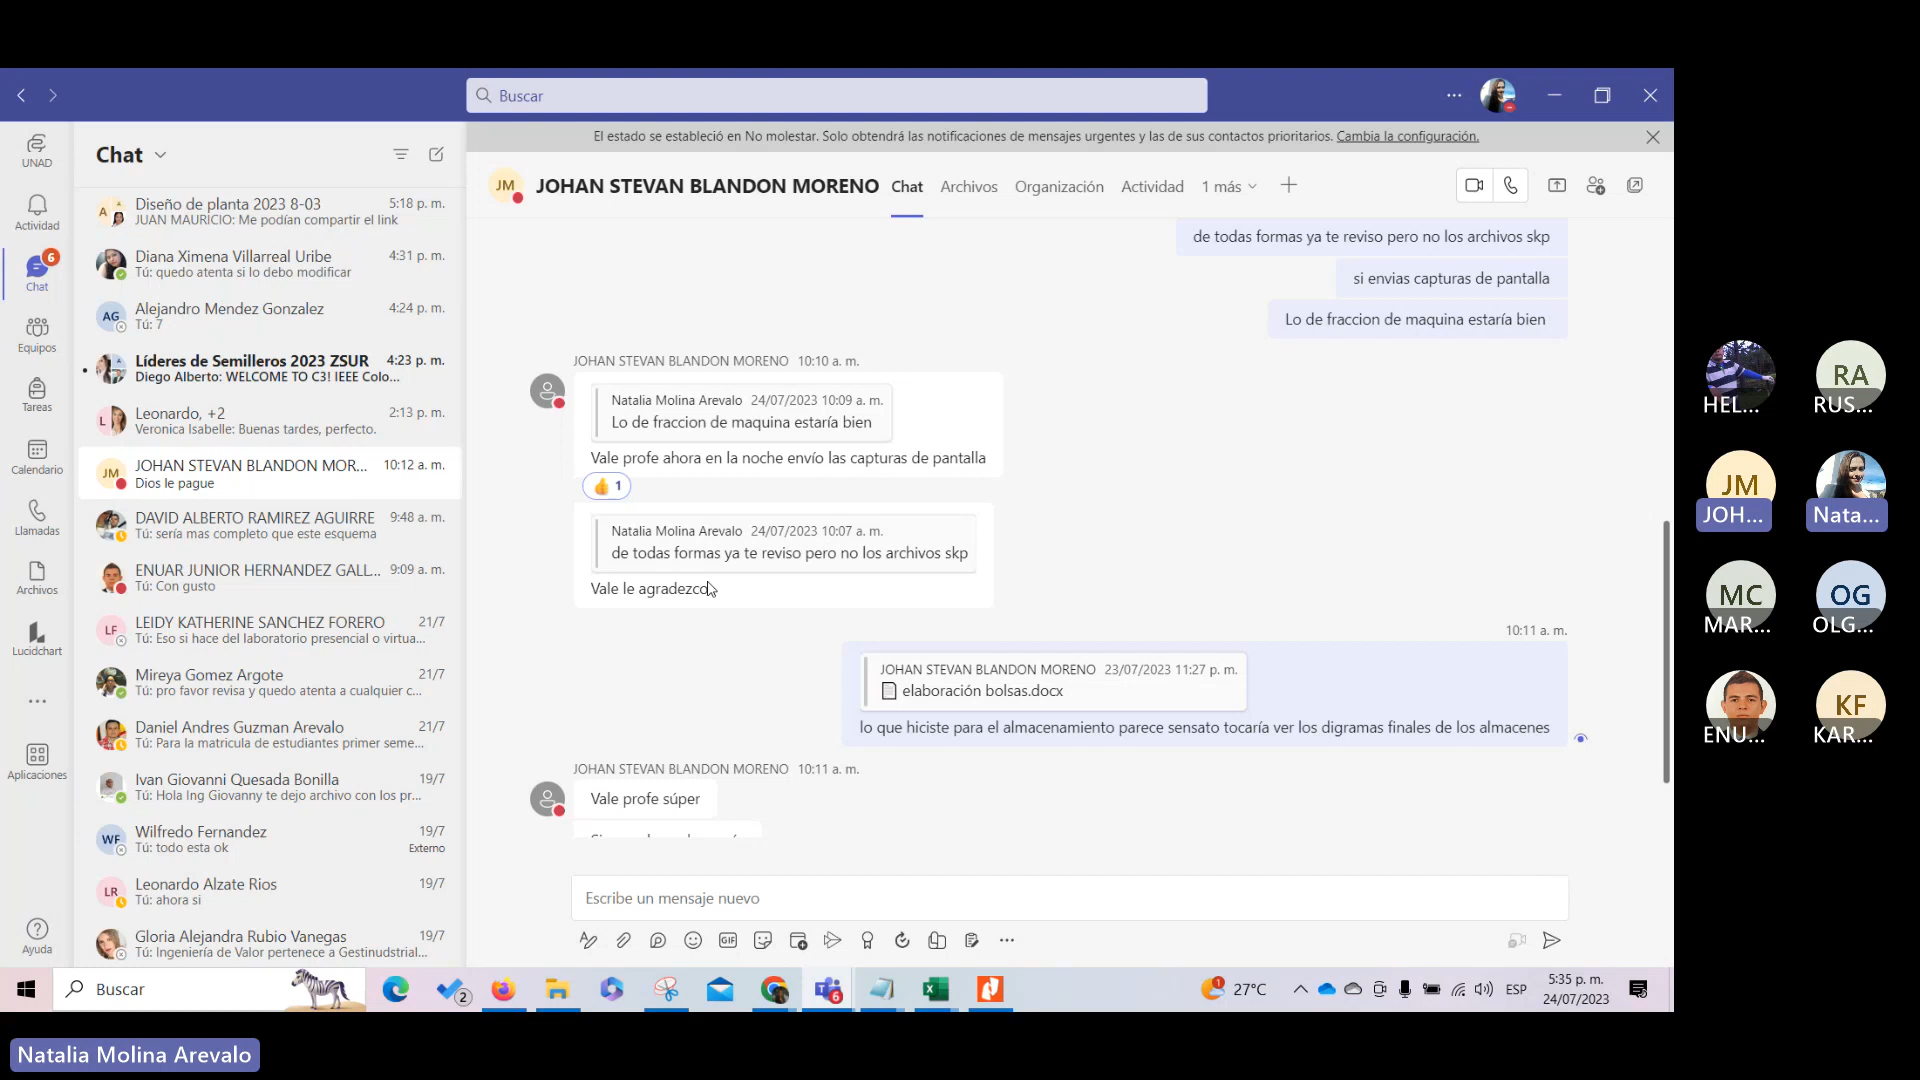 Buscar
El estado se estableció en No molestar. Solo obtendrá las notificaciones de mensajes urgentes y las de sus contactos prioritarios. Cambia la configuración.
UNAD
Actividad
6
Chat
Equipos
Tareas
Calendario
Llamadas
Archivos
Lucidchart
Aplicaciones
Ayuda
Chat
A
Diseño de planta 2023 8-03 5:18 p. m.
JUAN MAURICIO: Me podían compartir el link
Diana Ximena Villarreal Uribe 4:31 p. m.
Tú: quedo atenta si lo debo modificar
AG
Alejandro Mendez Gonzalez 4:24 p. m.
Tú: 7
Líderes de Semilleros 2023 ZSUR 4:23 p. m.
Diego Alberto: WELCOME TO C3! IEEE Colo...
L
Leonardo, +2 2:13 p. m.
Veronica Isabelle: Buenas tardes, perfecto.
JM
JOHAN STEVAN BLANDON MOR... 10:12 a. m.
Dios le pague
DAVID ALBERTO RAMIREZ AGUIRRE 9:48 a. m.
Tú: sería mas completo que este esquema
ENUAR JUNIOR HERNANDEZ GALL... 9:09 a. m.
Tú: Con gusto
LF
LEIDY KATHERINE SANCHEZ FORERO 21/7
Tú: Eso si hace del laboratorio presencial o virtua...
Mireya Gomez Argote 21/7
Tú: pro favor revisa y quedo atenta a cualquier c...
Daniel Andres Guzman Arevalo 21/7
Tú: Para la matricula de estudiantes primer seme...
Ivan Giovanni Quesada Bonilla 19/7
Tú: Hola Ing Giovanny te dejo archivo con los pr...
WF
Wilfredo Fernandez 19/7
Tú: todo esta ok Externo
LR
Leonardo Alzate Rios 19/7
Tú: ahora si
Gloria Alejandra Rubio Vanegas 19/7
Tú: Ingeniería de Valor pertenece a Gestinudstrial...
JM JOHAN STEVAN BLANDON MORENO Chat Archivos Organización Actividad 1 más
de todas formas ya te reviso pero no los archivos skp
si envias capturas de pantalla
Lo de fraccion de maquina estaría bien
JOHAN STEVAN BLANDON MORENO 10:10 a. m.
Natalia Molina Arevalo 24/07/2023 10:09 a. m.
Lo de fraccion de maquina estaría bien
Vale profe ahora en la noche envío las capturas de pantalla
1
Natalia Molina Arevalo 24/07/2023 10:07 a. m.
de todas formas ya te reviso pero no los archivos skp
Vale le agradezco
10:11 a. m.
JOHAN STEVAN BLANDON MORENO 23/07/2023 11:27 p. m.
elaboración bolsas.docx
lo que hiciste para el almacenamiento parece sensato tocaría ver los digramas finales de los almacenes
JOHAN STEVAN BLANDON MORENO 10:11 a. m.
Vale profe súper
Escribe un mensaje nuevo
GIF
HEL...
RA
RUS...
JM
JOH...
Nata...
MC
MAR...
OG
OLG...
ENU...
KF
KAR...
Buscar
2
6
1
27°C
ESP
5:35 p. m.
24/07/2023
Natalia Molina Arevalo